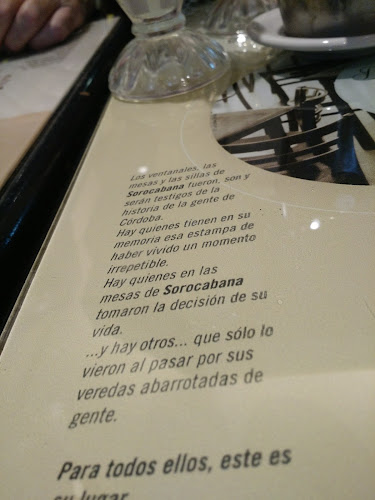 Los ventanales, las
mesas y las sillas de
Sorocabana fueron, son y
serán testigos de la
historia de la gente de
Córdoba.
Hay quienes tienen en su
memoria esa estampa de
haber vivido un momento
irrepetible.
Hay quienes en las
mesas de Sorocabana
tomaron la decisión de su
vida.
...y hay otros... que sólo lo
vieron al pasar por sus
veredas abarrotadas de
gente.
Para todos ellos, este es
su lugar